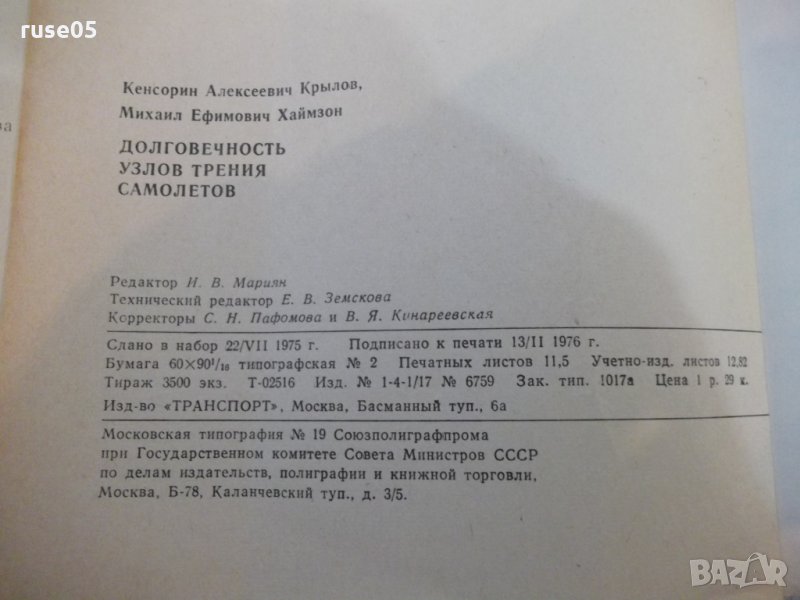 ruse05
Кенсорин Алексеевич Крылов,
Михаил Ефимович Хаймзон
ДОЛГОВЕЧНОСТЬ
УЗЛОВ ТРЕНИЯ
САМОЛЕТОВ
Редактор И. В. Мариян
Технический редактор Е. В. Земскова
Корректоры С. Н. Пафомова и В. Я. Кинареевская
Сдано в набор 22/VII 1975 г. Подписано к печати 13/II 1976 г.
Бумага 60×90¹/₁₆ типографская № 2 Печатных листов 11,5 Учетно-изд. листов 12,82
Тираж 3500 экз. Т-02516 Изд. № 1-4-1/17 № 6759 Зак. тип. 1017а Цена 1 р. 29 к.
Изд-во «ТРАНСПОРТ», Москва, Басманный туп., 6а
Московская типография № 19 Союзполиграфпрома
при Государственном комитете Совета Министров СССР
по делам издательств, полиграфии и книжной торговли,
Москва, Б-78, Каланчевский туп., д. 3/5.
BAZAR